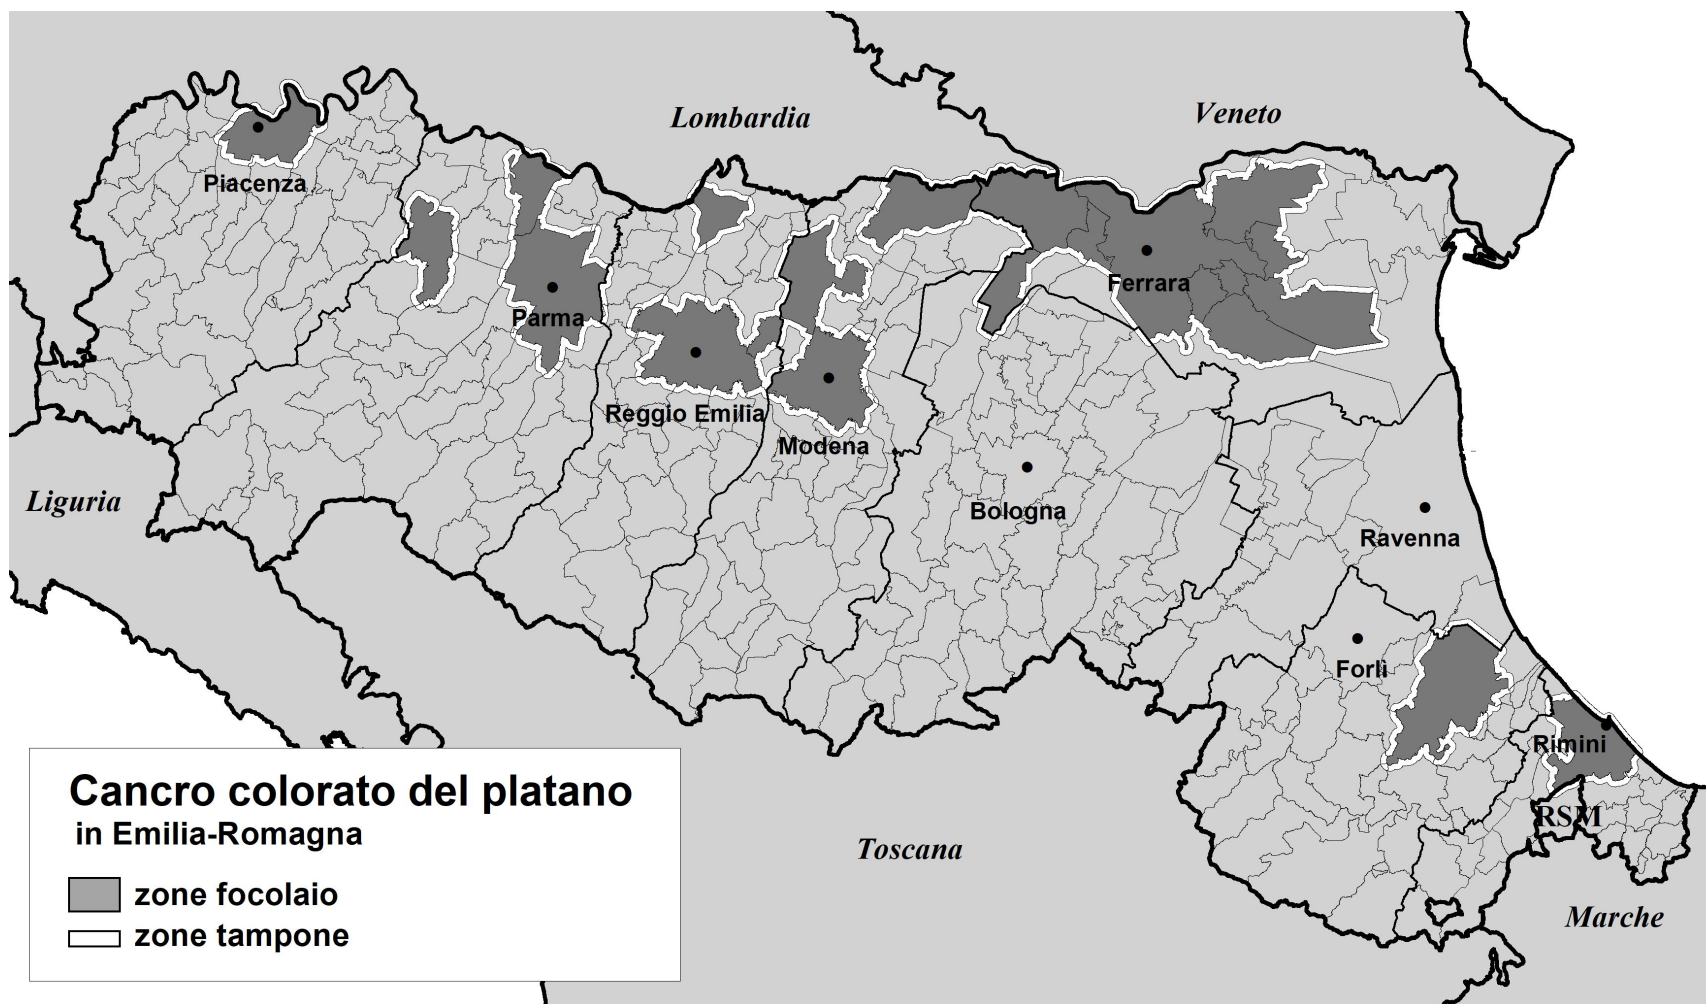 Lombardia
Veneto
Piacenza
Ferrara
Parma
Reggio Emilia
Modena
Liguria
Bologna
Ravenna
Forlì
Rimini
RSM
Toscana
Marche
Cancro colorato del platano
in Emilia-Romagna
zone focolaio
zone tampone